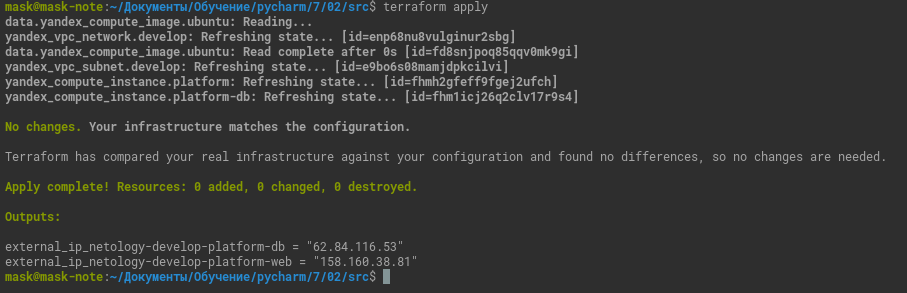 mask@mask-note:~/Документы/Обучение/pycharm/7/02/src$ terraform apply
data.yandex_compute_image.ubuntu: Reading...
yandex_vpc_network.develop: Refreshing state... [id=enp68nu8vulginur2sbg]
data.yandex_compute_image.ubuntu: Read complete after 0s [id=fd8snjpoq85qqv0mk9gi]
yandex_vpc_subnet.develop: Refreshing state... [id=e9bo6s08mamjdpkcilvi]
yandex_compute_instance.platform: Refreshing state... [id=fhmh2gfeff9fgej2ufch]
yandex_compute_instance.platform-db: Refreshing state... [id=fhm1icj26q2clv17r9s4]
No changes. Your infrastructure matches the configuration.
Terraform has compared your real infrastructure against your configuration and found no differences, so no changes are needed.
Apply complete! Resources: 0 added, 0 changed, 0 destroyed.
Outputs:
external_ip_netology-develop-platform-db = "62.84.116.53"
external_ip_netology-develop-platform-web = "158.160.38.81"
mask@mask-note:~/Документы/Обучение/pycharm/7/02/src$